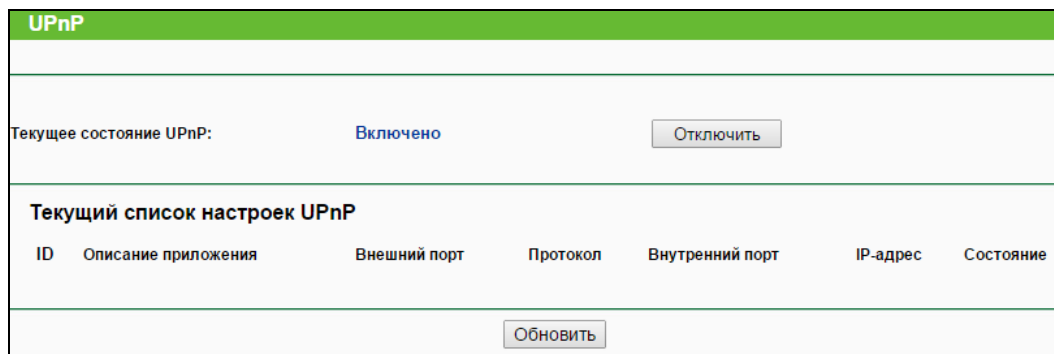 UPnP
Текущее состояние UPnP: Включено Отключить
Текущий список настроек UPnP
ID Описание приложения Внешний порт Протокол Внутренний порт IP-адрес Состояние
Обновить